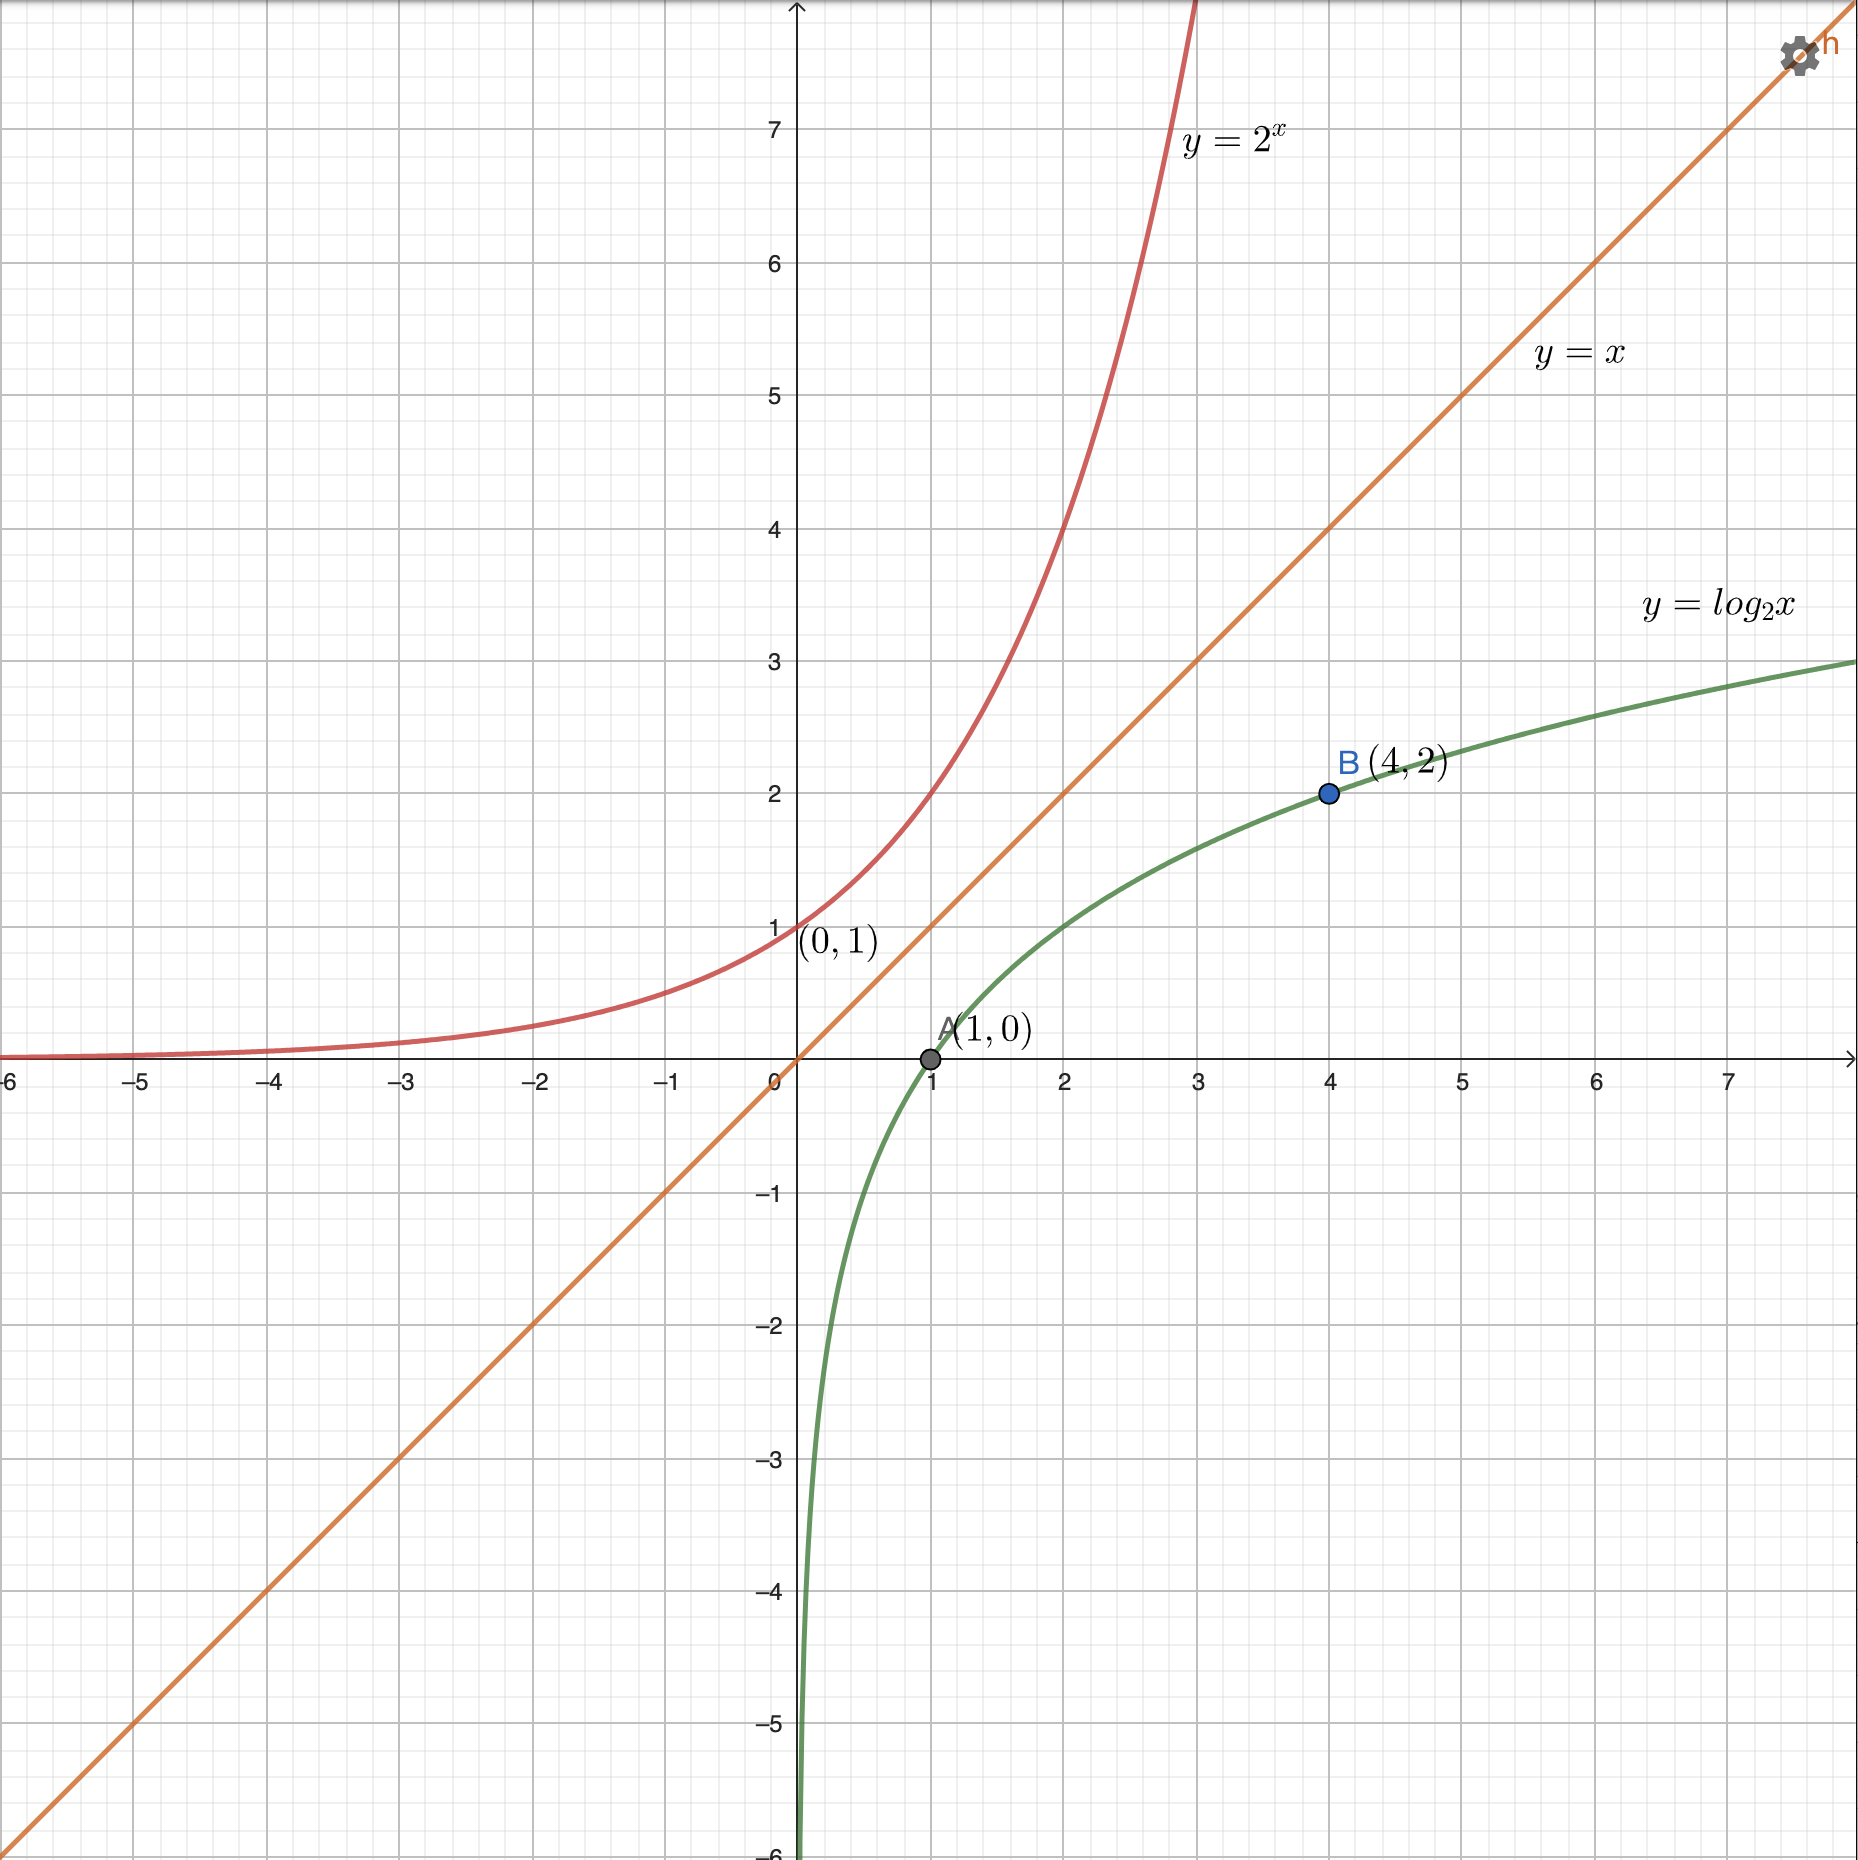 h
7
y = 2ˣ
6
y = x
5
4
y = log₂x
3
B (4, 2)
2
1
(0, 1)
A(1, 0)
–6 –5 –4 –3 –2 –1 0 1 2 3 4 5 6 7
–1
–2
–3
–4
–5
–6